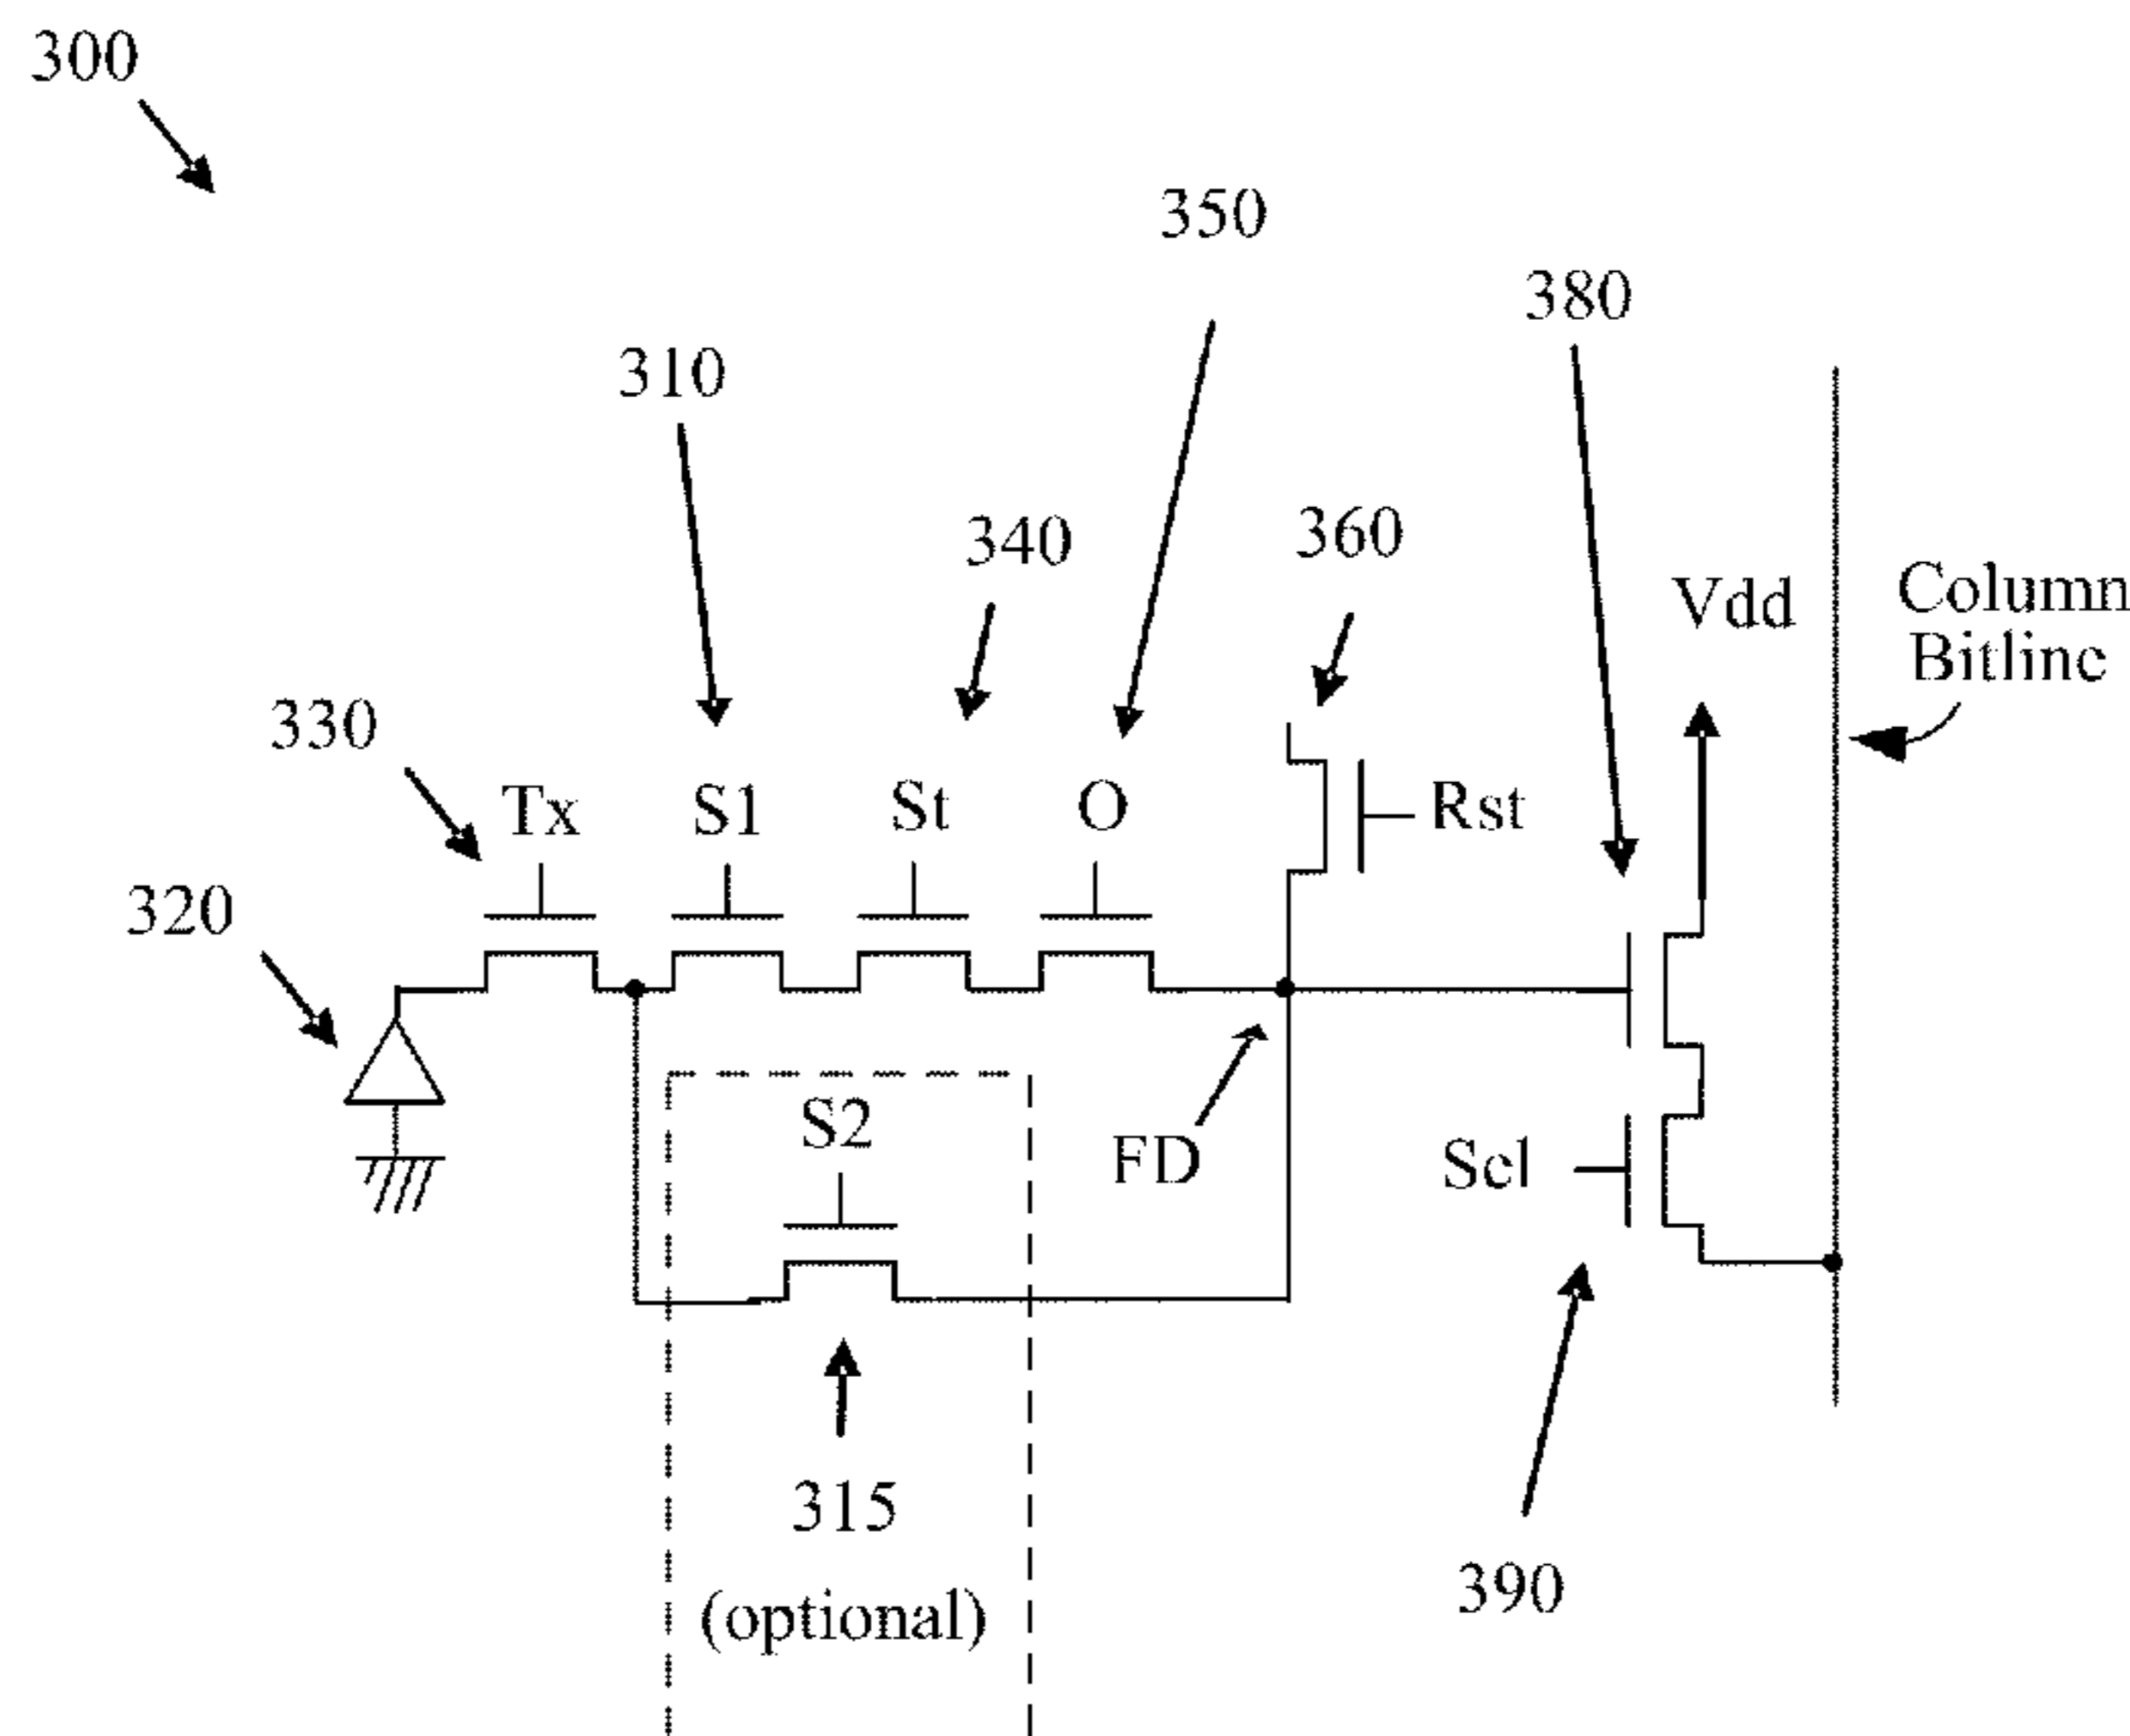 300
350
380
310
340
360
Vdd
Column
Bitline
330
Tx
S1
St
O
Rst
320
S2
FD
Sel
315
(optional)
390